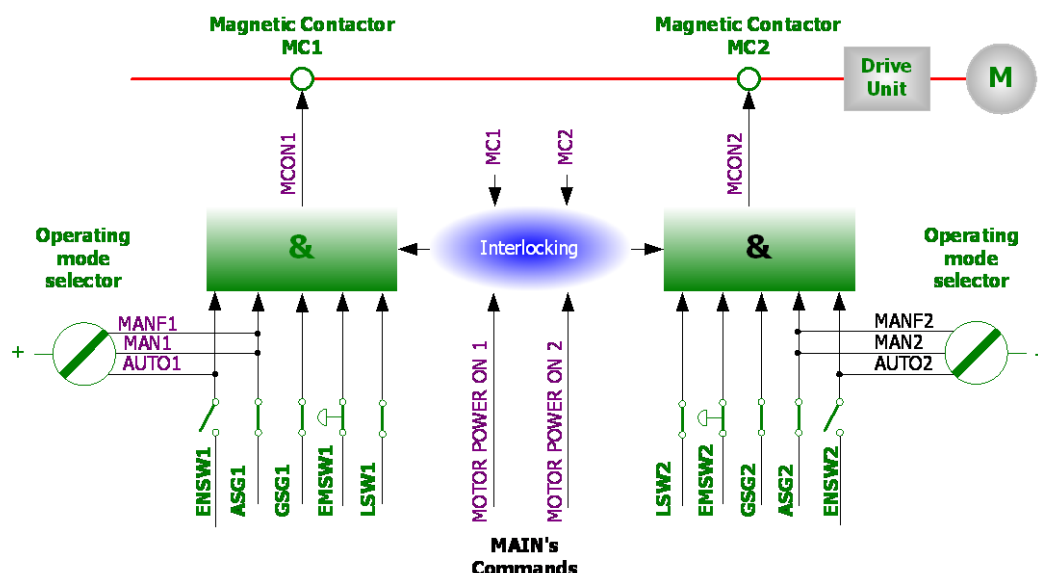 Magnetic Contactor
MC1
Magnetic Contactor
MC2
Drive
Unit
M
MCON1
MC1
MC2
MCON2
Operating
mode
selector
&
Interlocking
&
Operating
mode
selector
+
MANF1
MAN1
AUTO1
MANF2
MAN2
AUTO2
-
ENSW1
ASG1
GSG1
EMSW1
LSW1
MOTOR POWER ON 1
MOTOR POWER ON 2
LSW2
EMSW2
GSG2
ASG2
ENSW2
MAIN's
Commands